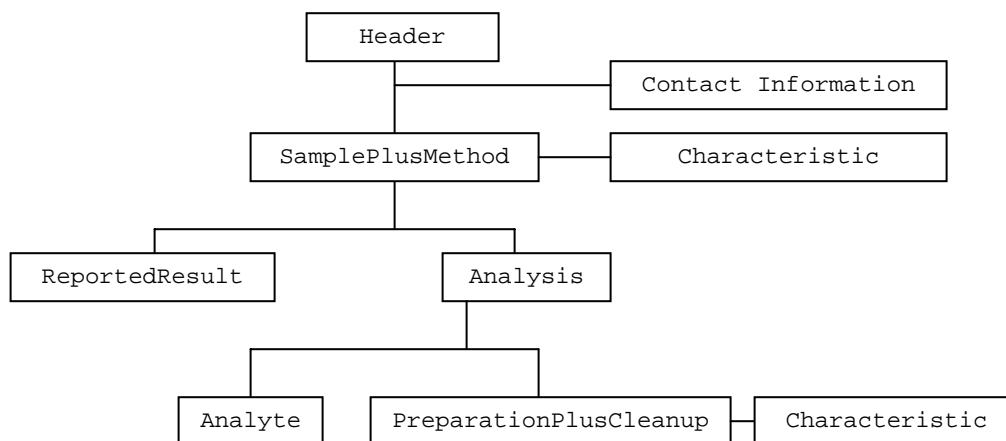 Header
Contact Information
SamplePlusMethod
Characteristic
ReportedResult
Analysis
Analyte
PreparationPlusCleanup
Characteristic